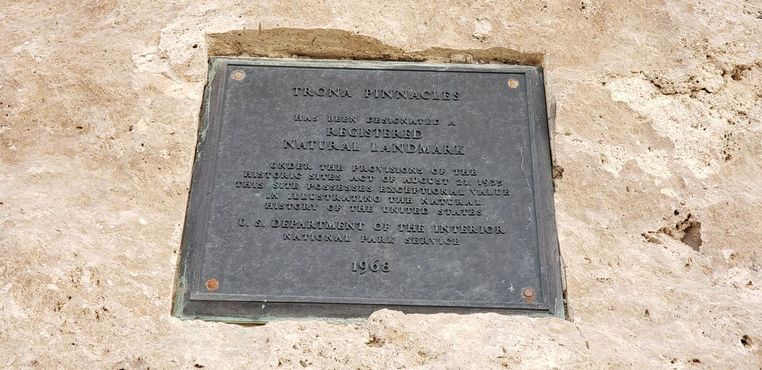 TRONA PINNACLES
HAS BEEN DESIGNATED A
REGISTERED
NATURAL LANDMARK
UNDER THE PROVISIONS OF THE
HISTORIC SITES ACT OF AUGUST 21, 1935
THIS SITE POSSESSES EXCEPTIONAL VALUE
IN ILLUSTRATING THE NATURAL
HISTORY OF THE UNITED STATES
U. S. DEPARTMENT OF THE INTERIOR
NATIONAL PARK SERVICE
1968